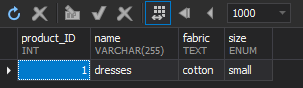 1000
product_ID name fabric size
INT VARCHAR(255) TEXT ENUM
1 dresses cotton small